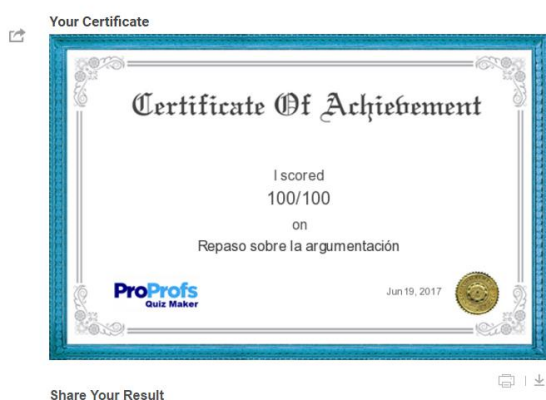 Your Certificate
Certificate Of Achievement
I scored
100/100
on
Repaso sobre la argumentación
ProProfs
Quiz Maker
Jun 19, 2017
Share Your Result